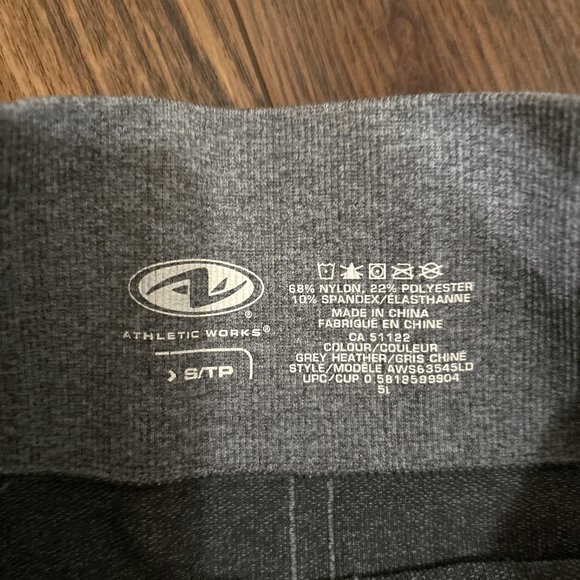 ATHLETIC WORKS®
> S/TP
68% NYLON, 22% POLYESTER
10% SPANDEX/ÉLASTHANNE
MADE IN CHINA
FABRIQUÉ EN CHINE
CA 51122
COLOUR/COULEUR
GREY HEATHER/GRIS CHINÉ
STYLE/MODÈLE AWS63545LD
UPC/CUP 0 5818599904
5L